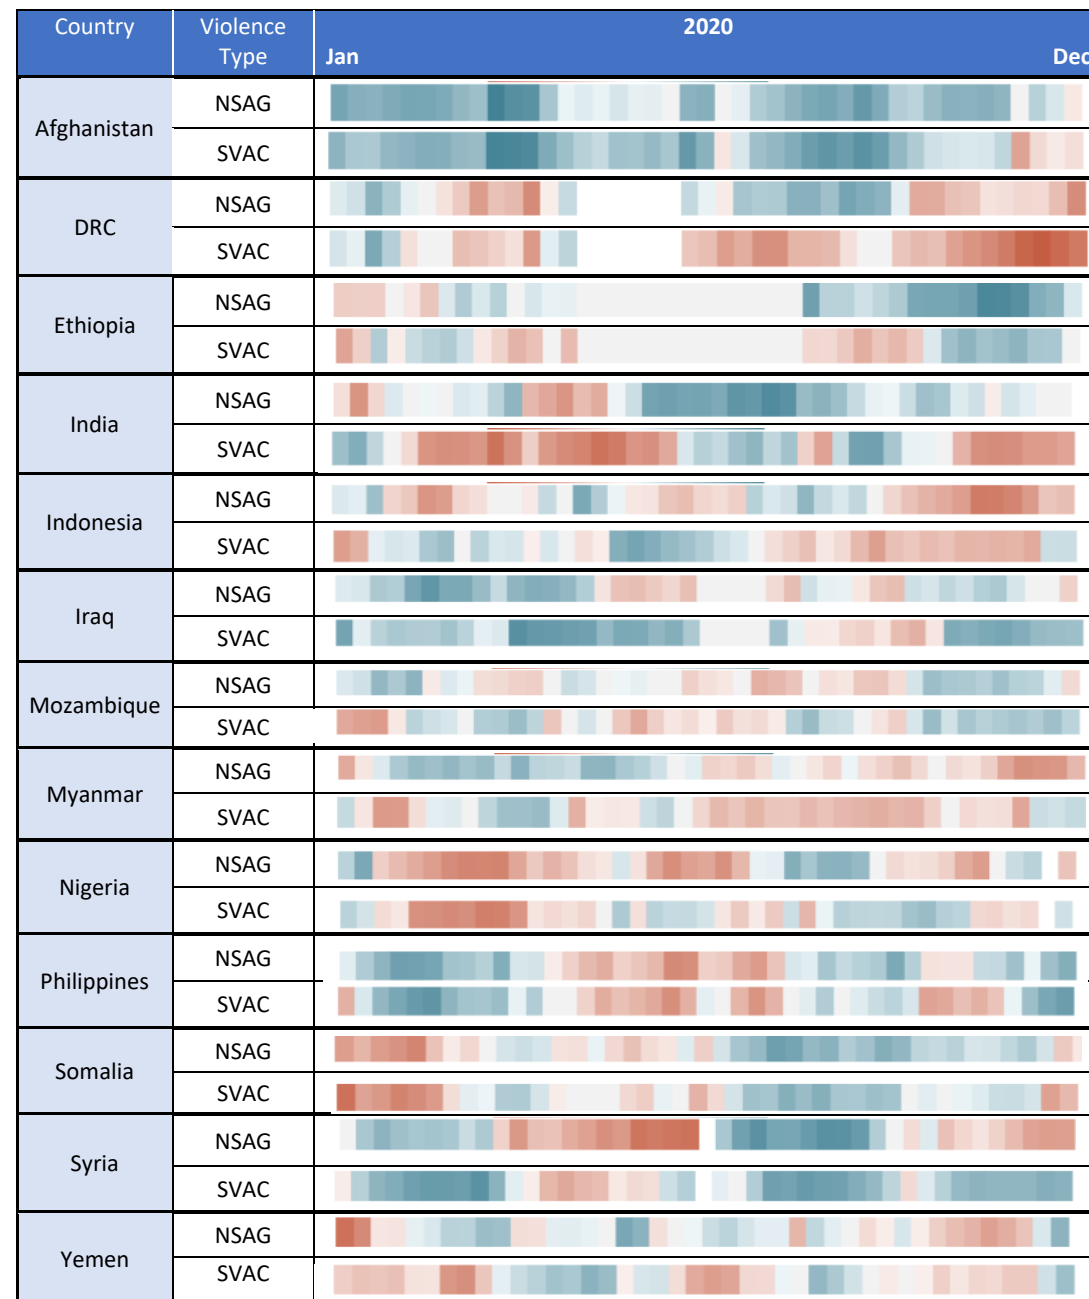 Country Violence Type 2020
Jan Dec
Afghanistan
NSAG
SVAC
DRC
NSAG
SVAC
Ethiopia
NSAG
SVAC
India
NSAG
SVAC
Indonesia
NSAG
SVAC
Iraq
NSAG
SVAC
Mozambique
NSAG
SVAC
Myanmar
NSAG
SVAC
Nigeria
NSAG
SVAC
Philippines
NSAG
SVAC
Somalia
NSAG
SVAC
Syria
NSAG
SVAC
Yemen
NSAG
SVAC